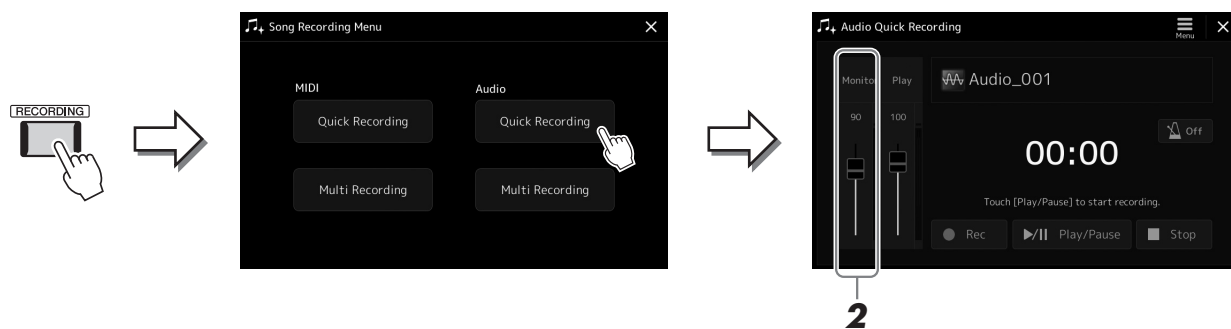 RECORDING
Song Recording Menu
MIDI
Audio
Quick Recording
Quick Recording
Multi Recording
Multi Recording
Audio Quick Recording
Menu
Monitor
Play
Audio_001
90
100
Off
00:00
Touch [Play/Pause] to start recording.
Rec
Play/Pause
Stop
2